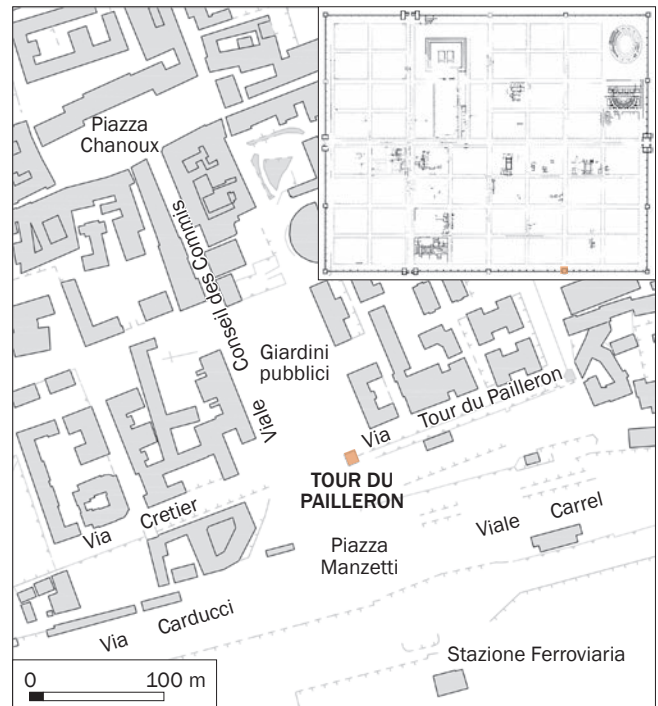 Piazza
Chanoux
Viale Conseil des Commis
Giardini
pubblici
Via Tour du Pailleron
TOUR DU
PAILLERON
Via Cretier
Viale Carrel
Piazza
Manzetti
Via Carducci
Stazione Ferroviaria
0 100 m